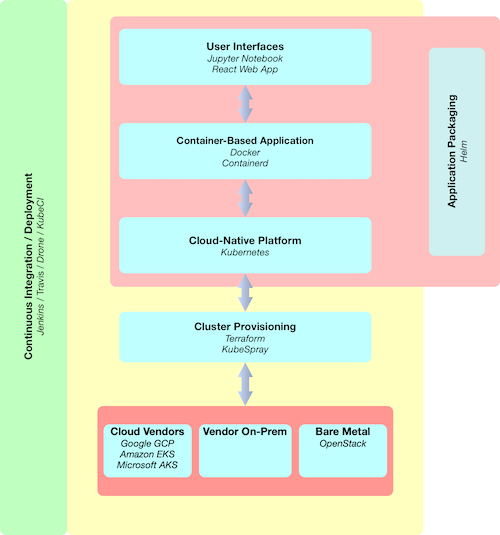 Continuous Integration / Deployment
Jenkins / Travis / Drone / KubeCI
User Interfaces
Jupyter Notebook
React Web App
Container-Based Application
Docker
Containerd
Cloud-Native Platform
Kubernetes
Application Packaging
Helm
Cluster Provisioning
Terraform
KubeSpray
Cloud Vendors
Google GCP
Amazon EKS
Microsoft AKS
Vendor On-Prem
Bare Metal
OpenStack